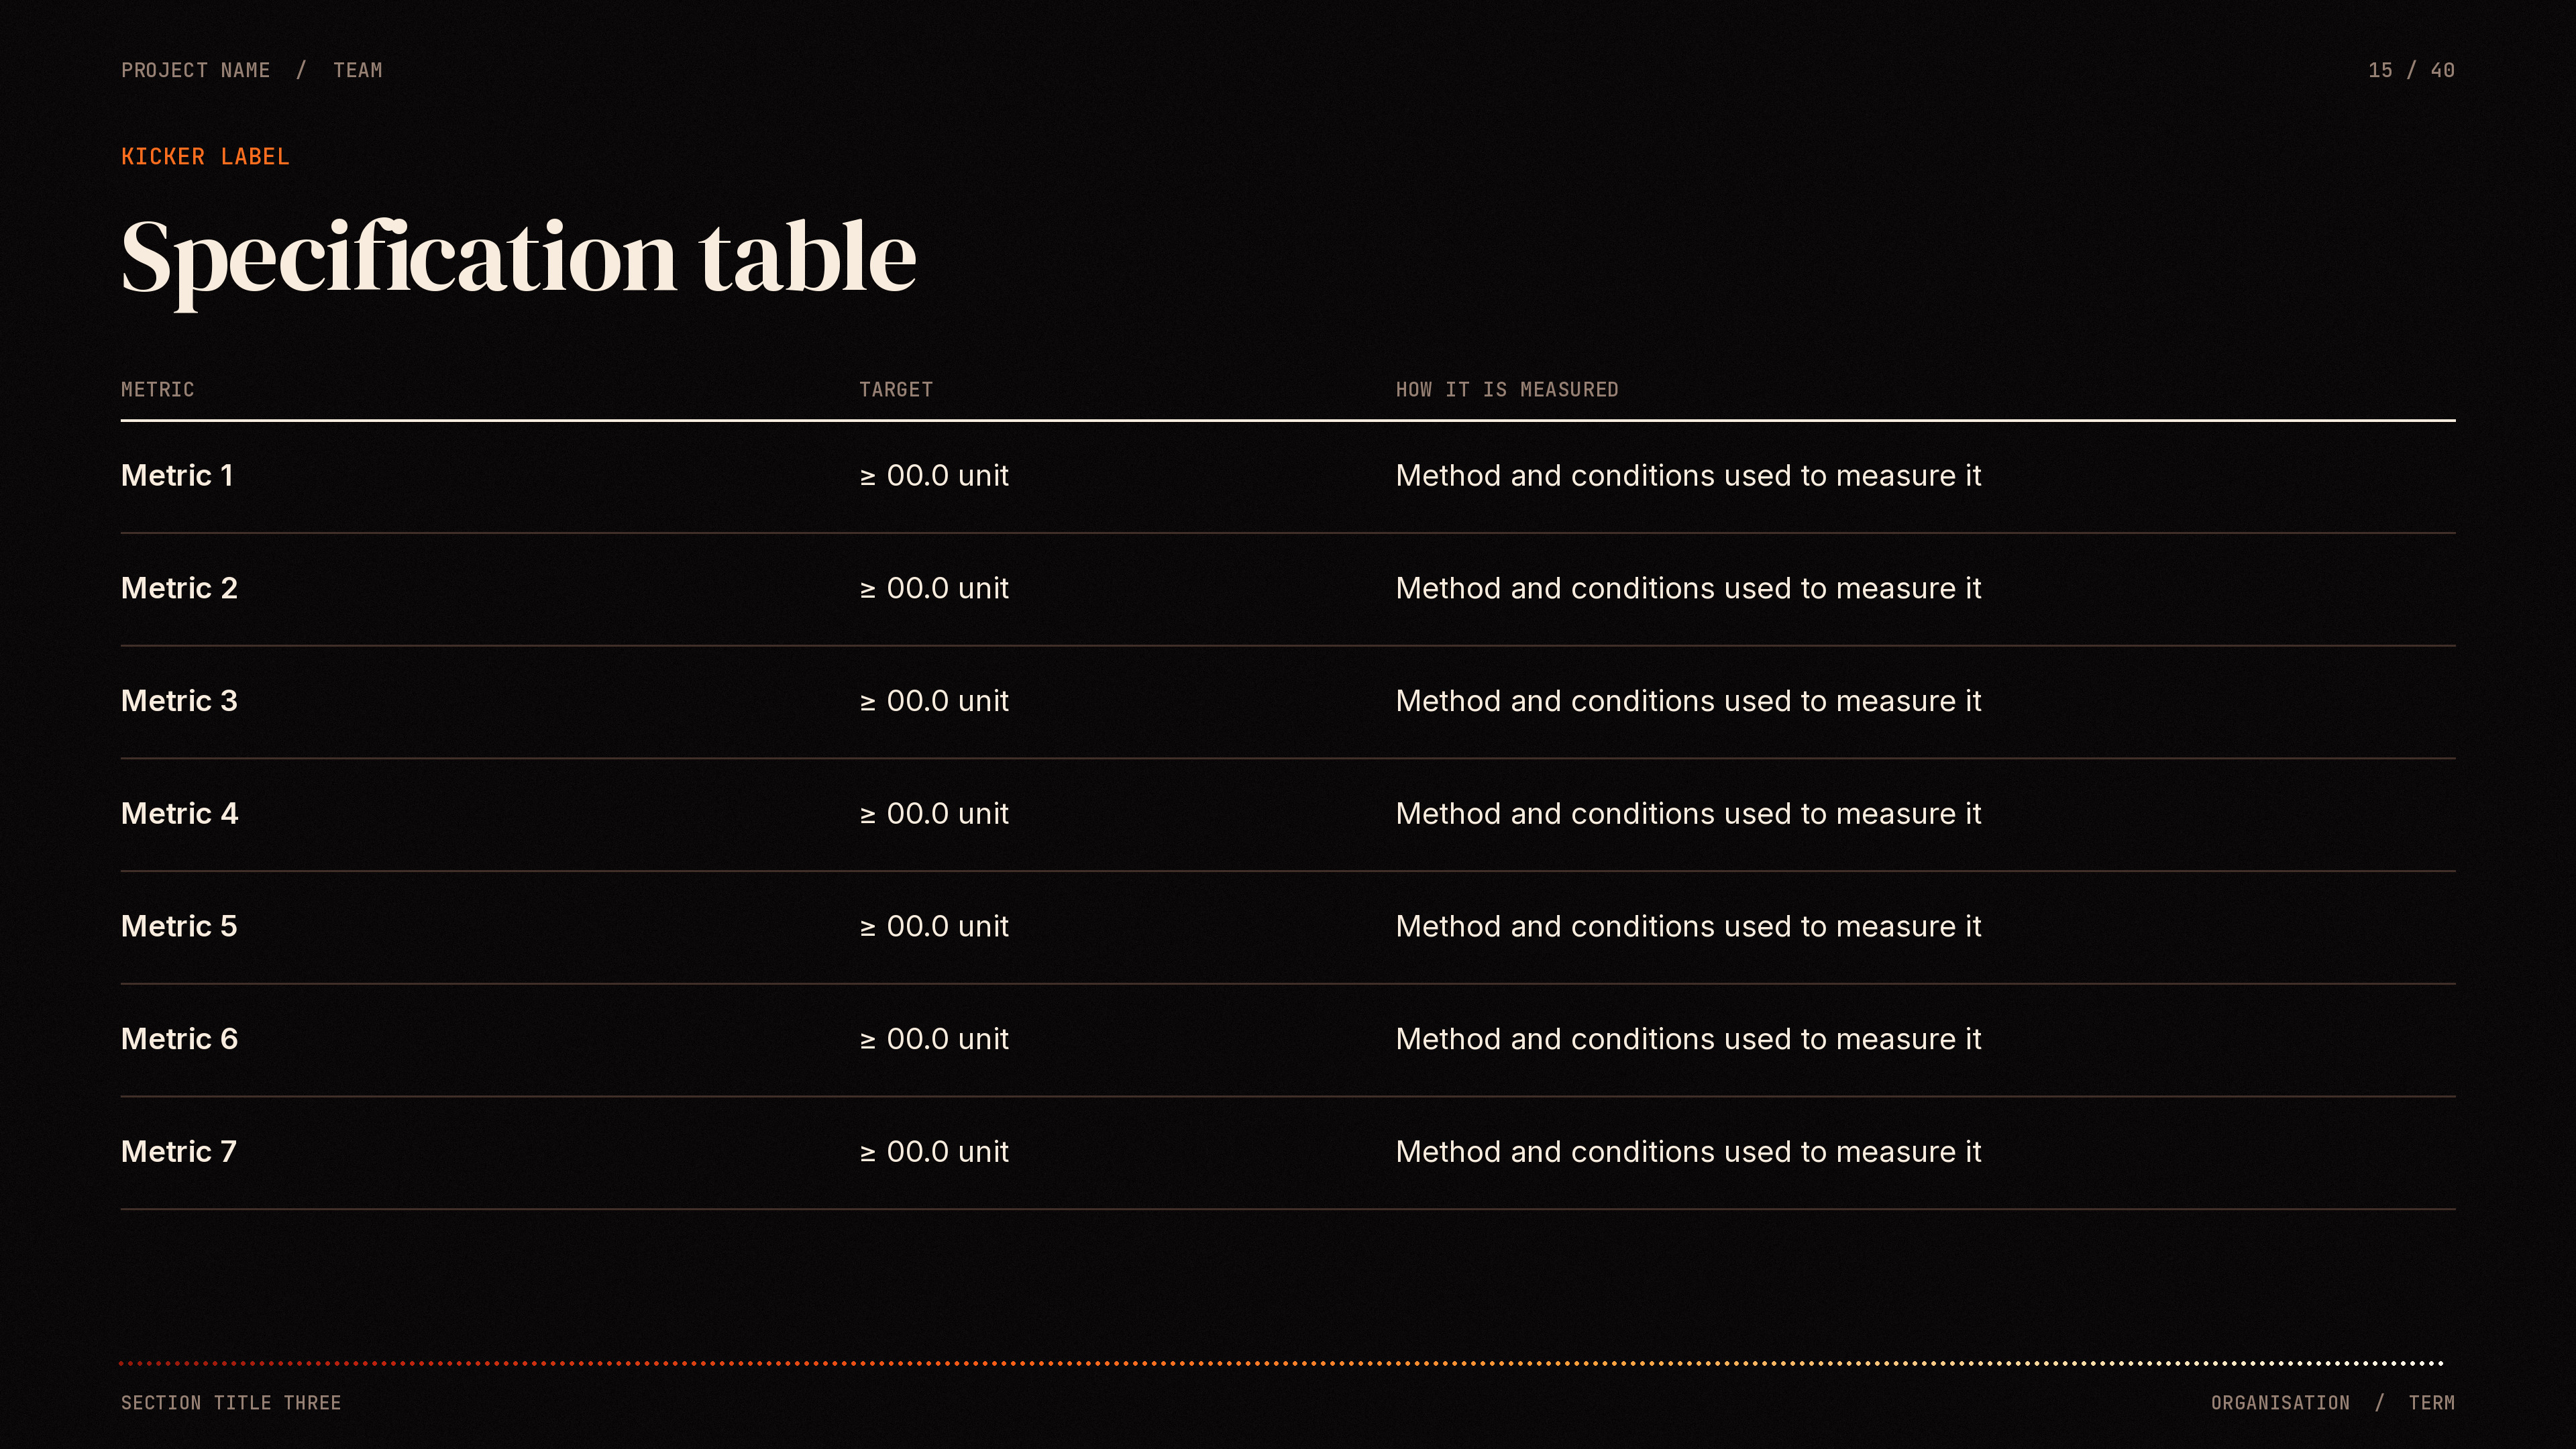 PROJECT NAME / TEAM
15 / 40
KICKER LABEL
Specification table
METRIC TARGET HOW IT IS MEASURED
Metric 1 ≥ 00.0 unit Method and conditions used to measure it
Metric 2 ≥ 00.0 unit Method and conditions used to measure it
Metric 3 ≥ 00.0 unit Method and conditions used to measure it
Metric 4 ≥ 00.0 unit Method and conditions used to measure it
Metric 5 ≥ 00.0 unit Method and conditions used to measure it
Metric 6 ≥ 00.0 unit Method and conditions used to measure it
Metric 7 ≥ 00.0 unit Method and conditions used to measure it
SECTION TITLE THREE
ORGANISATION / TERM